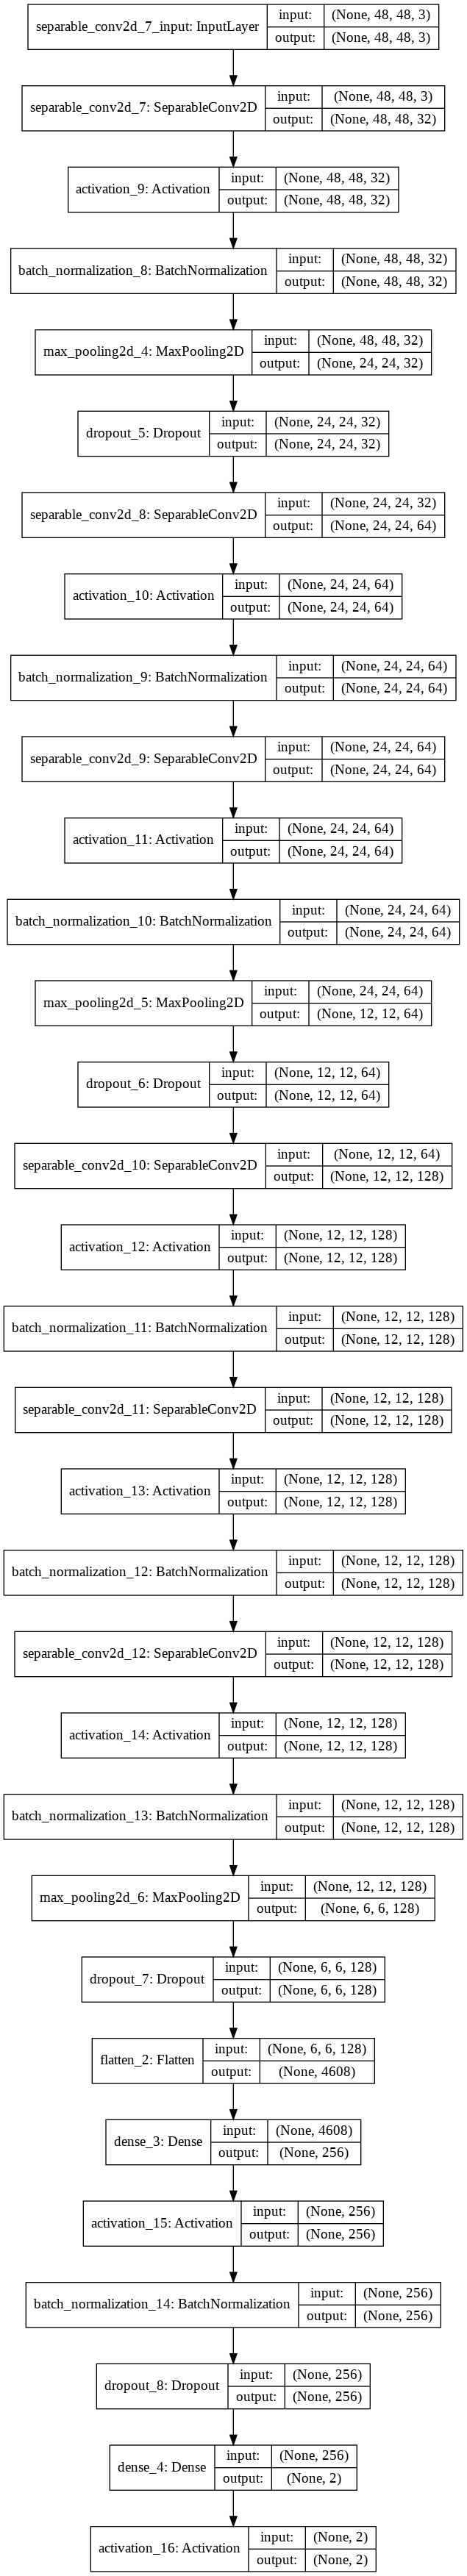 separable_conv2d_7_input: InputLayer
input: (None, 48, 48, 3)
output: (None, 48, 48, 3)
separable_conv2d_7: SeparableConv2D
input: (None, 48, 48, 3)
output: (None, 48, 48, 32)
activation_9: Activation
input: (None, 48, 48, 32)
output: (None, 48, 48, 32)
batch_normalization_8: BatchNormalization
input: (None, 48, 48, 32)
output: (None, 48, 48, 32)
max_pooling2d_4: MaxPooling2D
input: (None, 48, 48, 32)
output: (None, 24, 24, 32)
dropout_5: Dropout
input: (None, 24, 24, 32)
output: (None, 24, 24, 32)
separable_conv2d_8: SeparableConv2D
input: (None, 24, 24, 32)
output: (None, 24, 24, 64)
activation_10: Activation
input: (None, 24, 24, 64)
output: (None, 24, 24, 64)
batch_normalization_9: BatchNormalization
input: (None, 24, 24, 64)
output: (None, 24, 24, 64)
separable_conv2d_9: SeparableConv2D
input: (None, 24, 24, 64)
output: (None, 24, 24, 64)
activation_11: Activation
input: (None, 24, 24, 64)
output: (None, 24, 24, 64)
batch_normalization_10: BatchNormalization
input: (None, 24, 24, 64)
output: (None, 24, 24, 64)
max_pooling2d_5: MaxPooling2D
input: (None, 24, 24, 64)
output: (None, 12, 12, 64)
dropout_6: Dropout
input: (None, 12, 12, 64)
output: (None, 12, 12, 64)
separable_conv2d_10: SeparableConv2D
input: (None, 12, 12, 64)
output: (None, 12, 12, 128)
activation_12: Activation
input: (None, 12, 12, 128)
output: (None, 12, 12, 128)
batch_normalization_11: BatchNormalization
input: (None, 12, 12, 128)
output: (None, 12, 12, 128)
separable_conv2d_11: SeparableConv2D
input: (None, 12, 12, 128)
output: (None, 12, 12, 128)
activation_13: Activation
input: (None, 12, 12, 128)
output: (None, 12, 12, 128)
batch_normalization_12: BatchNormalization
input: (None, 12, 12, 128)
output: (None, 12, 12, 128)
separable_conv2d_12: SeparableConv2D
input: (None, 12, 12, 128)
output: (None, 12, 12, 128)
activation_14: Activation
input: (None, 12, 12, 128)
output: (None, 12, 12, 128)
batch_normalization_13: BatchNormalization
input: (None, 12, 12, 128)
output: (None, 12, 12, 128)
max_pooling2d_6: MaxPooling2D
input: (None, 12, 12, 128)
output: (None, 6, 6, 128)
dropout_7: Dropout
input: (None, 6, 6, 128)
output: (None, 6, 6, 128)
flatten_2: Flatten
input: (None, 6, 6, 128)
output: (None, 4608)
dense_3: Dense
input: (None, 4608)
output: (None, 256)
activation_15: Activation
input: (None, 256)
output: (None, 256)
batch_normalization_14: BatchNormalization
input: (None, 256)
output: (None, 256)
dropout_8: Dropout
input: (None, 256)
output: (None, 256)
dense_4: Dense
input: (None, 256)
output: (None, 2)
activation_16: Activation
input: (None, 2)
output: (None, 2)